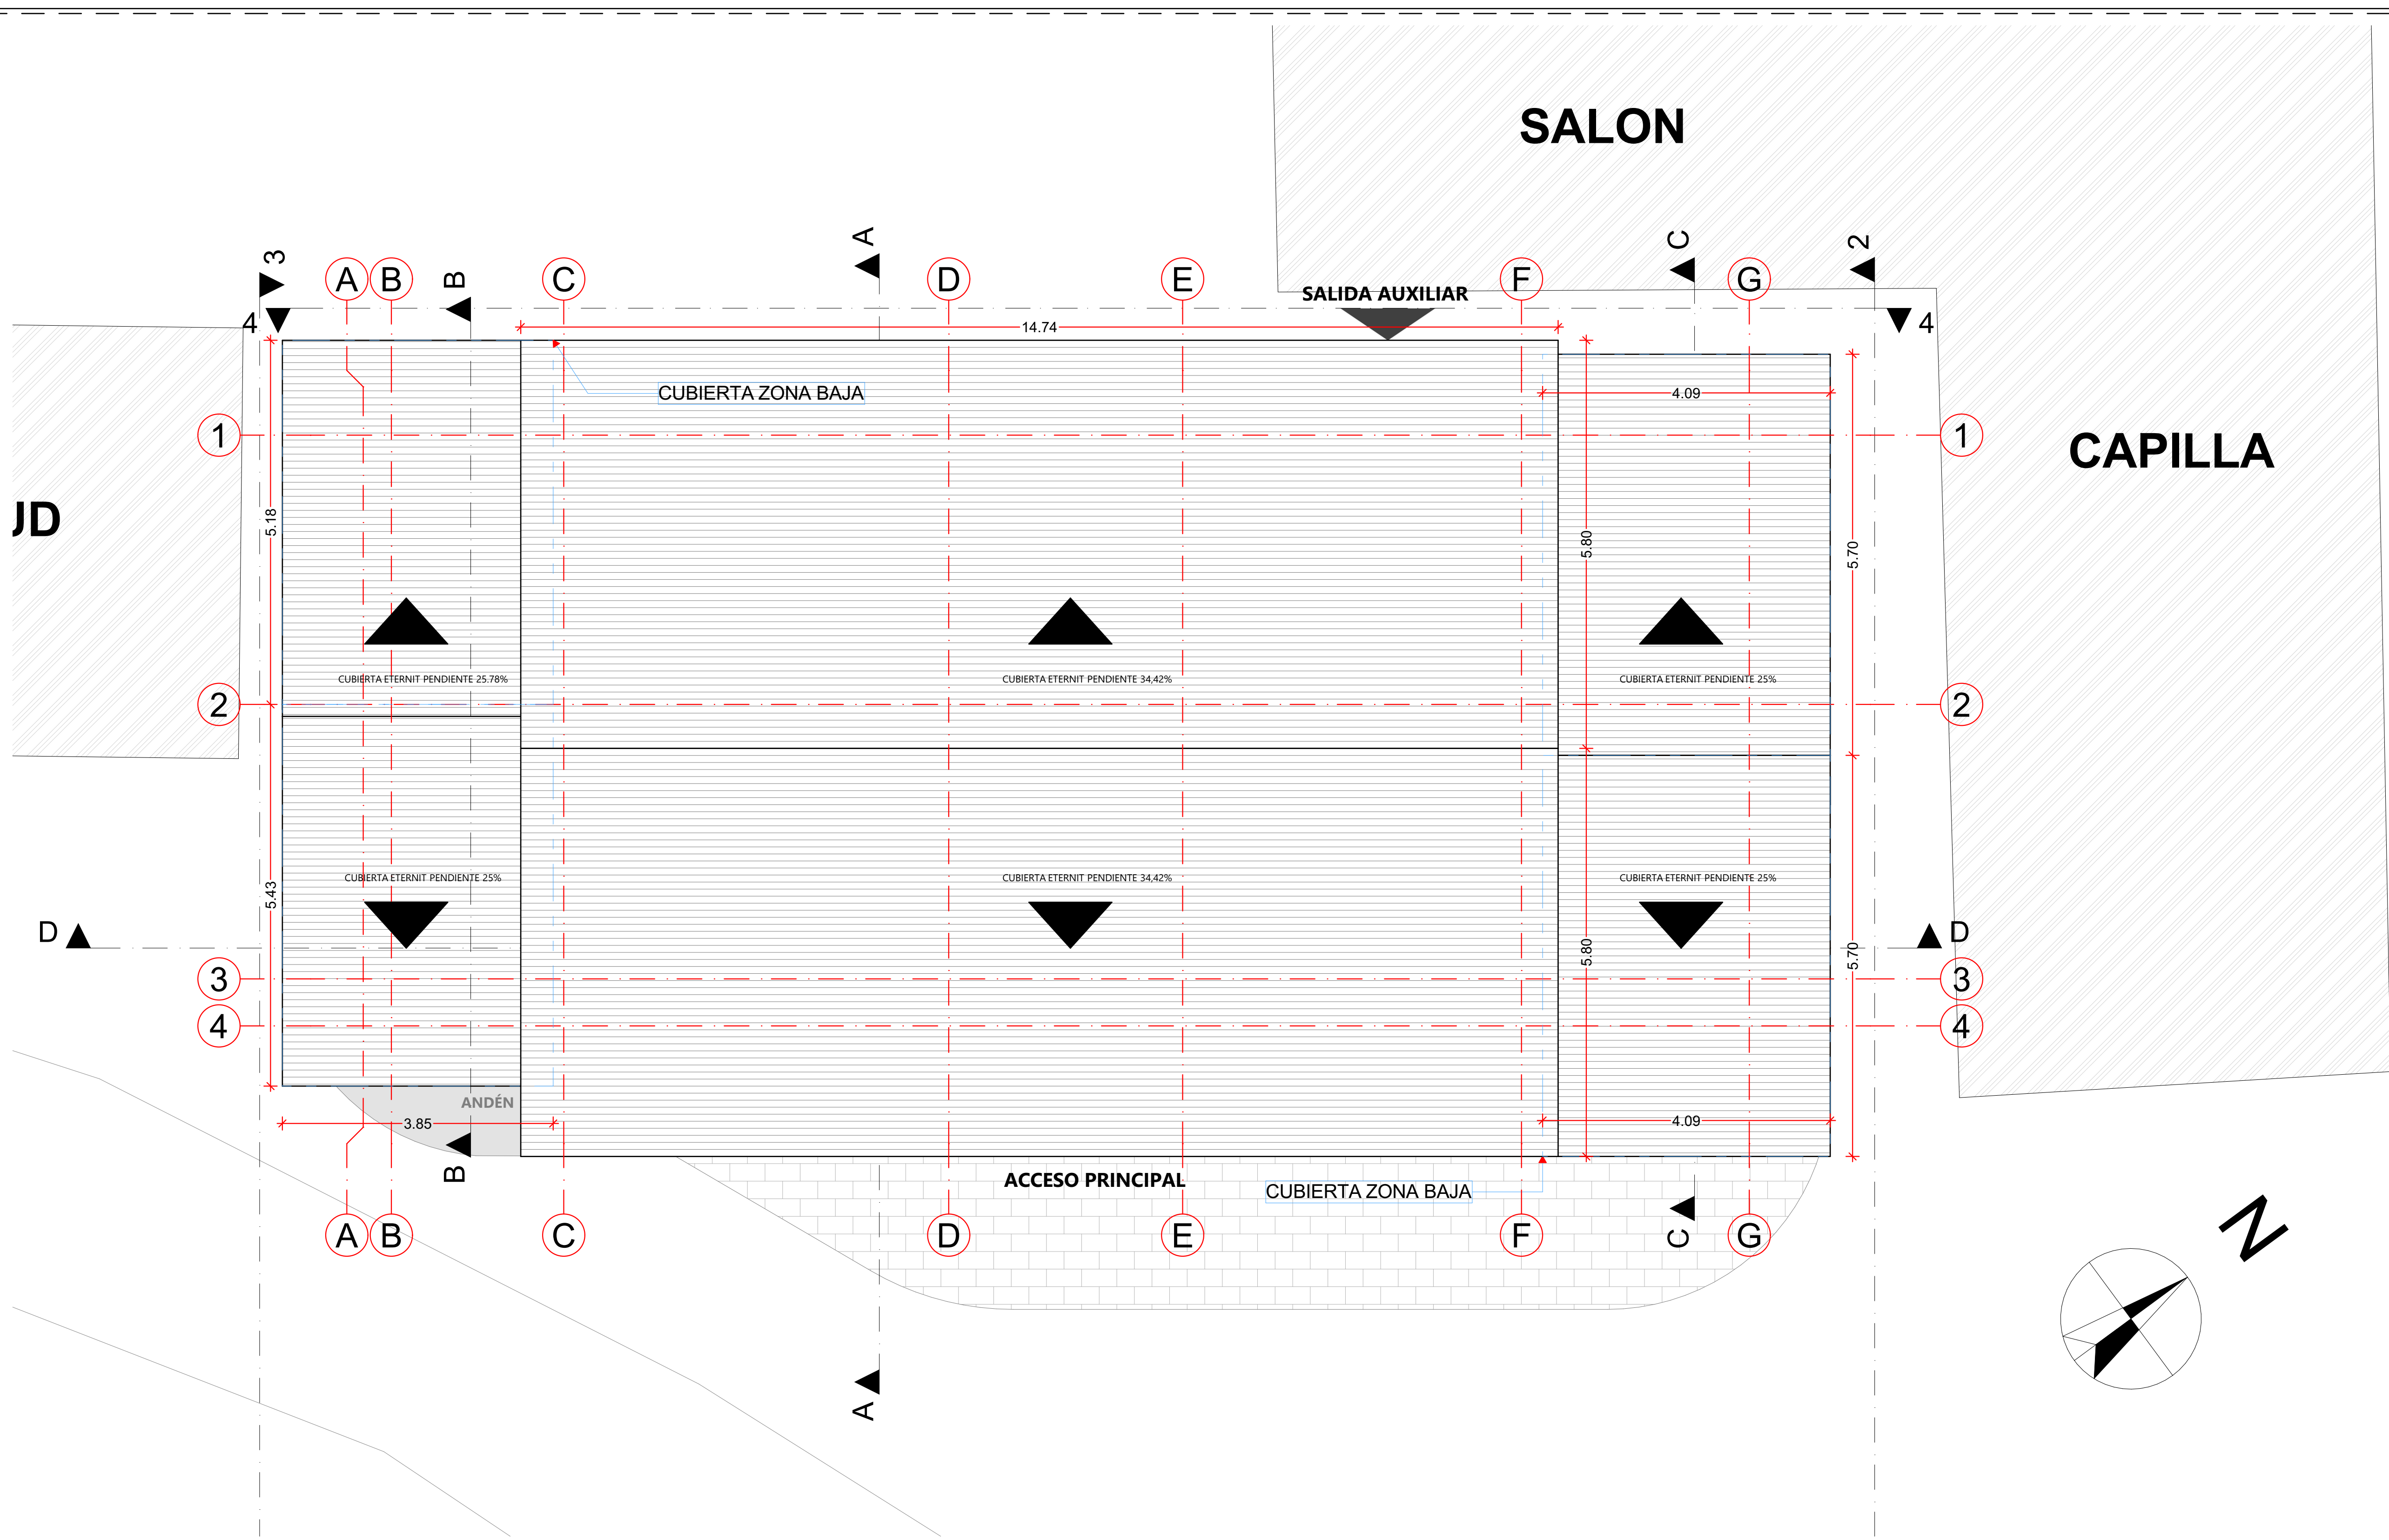 SALON
3
A
B
B
C
A
D
E
F
C
G
2
4
SALIDA AUXILIAR
4
14.74
CUBIERTA ZONA BAJA
4.09
1
1
CAPILLA
5.18
5.80
5.70
CUBIERTA ETERNIT PENDIENTE 25.78%
CUBIERTA ETERNIT PENDIENTE 34,42%
CUBIERTA ETERNIT PENDIENTE 25%
2
2
CUBIERTA ETERNIT PENDIENTE 25%
CUBIERTA ETERNIT PENDIENTE 34,42%
CUBIERTA ETERNIT PENDIENTE 25%
5.43
D
D
5.80
5.70
3
3
4
4
ANDÉN
3.85
4.09
B
ACCESO PRINCIPAL
CUBIERTA ZONA BAJA
A
B
C
D
E
F
C
G
N
A